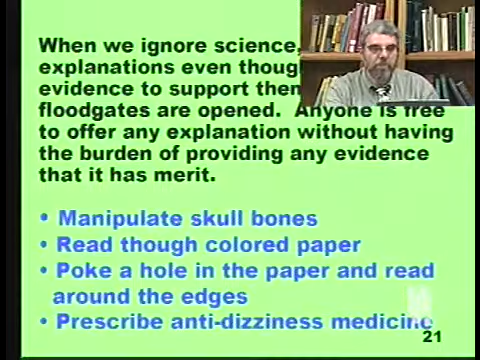 When we ignore science,
explanations even thoug
evidence to support then
floodgates are opened. Anyone is free
to offer any explanation without having
the burden of providing any evidence
that it has merit.
• Manipulate skull bones
• Read though colored paper
• Poke a hole in the paper and read
around the edges
• Prescribe anti-dizziness medicine
21